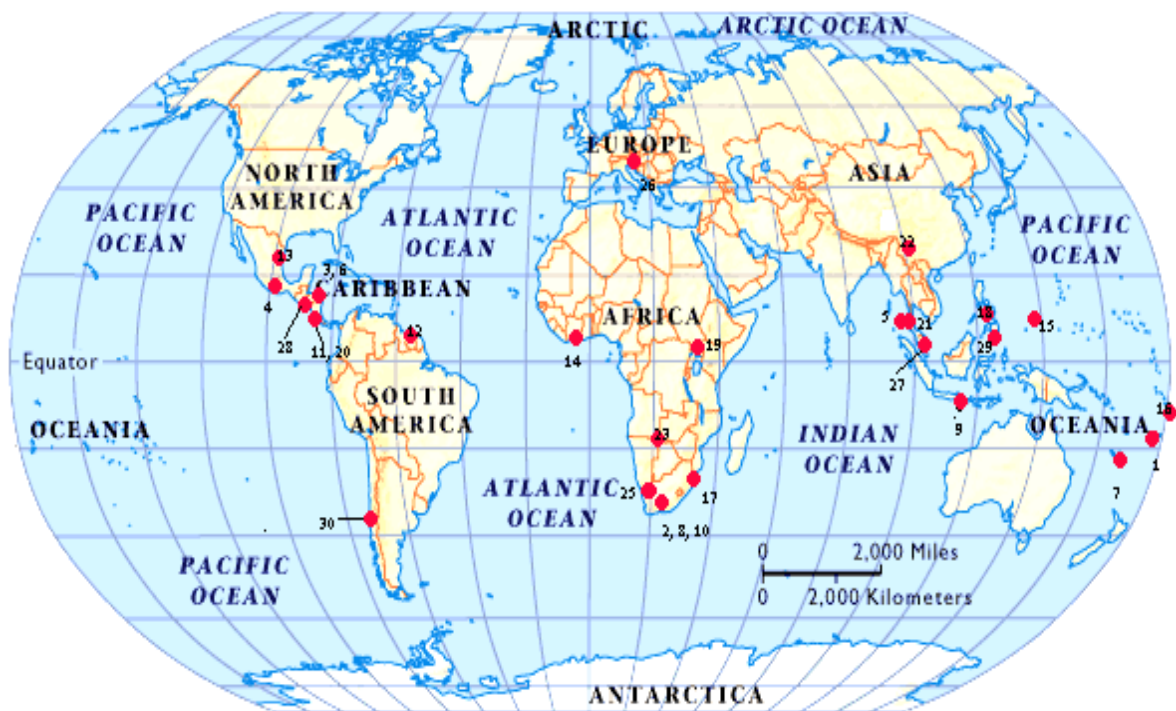 ARCTIC
ARCTIC OCEAN
EUROPE
26
NORTH
AMERICA
ASIA
PACIFIC
OCEAN
ATLANTIC
OCEAN
PACIFIC
OCEAN
22
13
3, 6
CARIBBEAN
4
28
11, 20
12
AFRICA
14
19
5
21
18
15
29
27
Equator
SOUTH
AMERICA
9
OCEANIA
INDIAN
OCEAN
OCEANIA
16
1
7
23
25
17
2, 8, 10
ATLANTIC
OCEAN
30
PACIFIC
OCEAN
0 2,000 Miles
0 2,000 Kilometers
ANTARCTICA